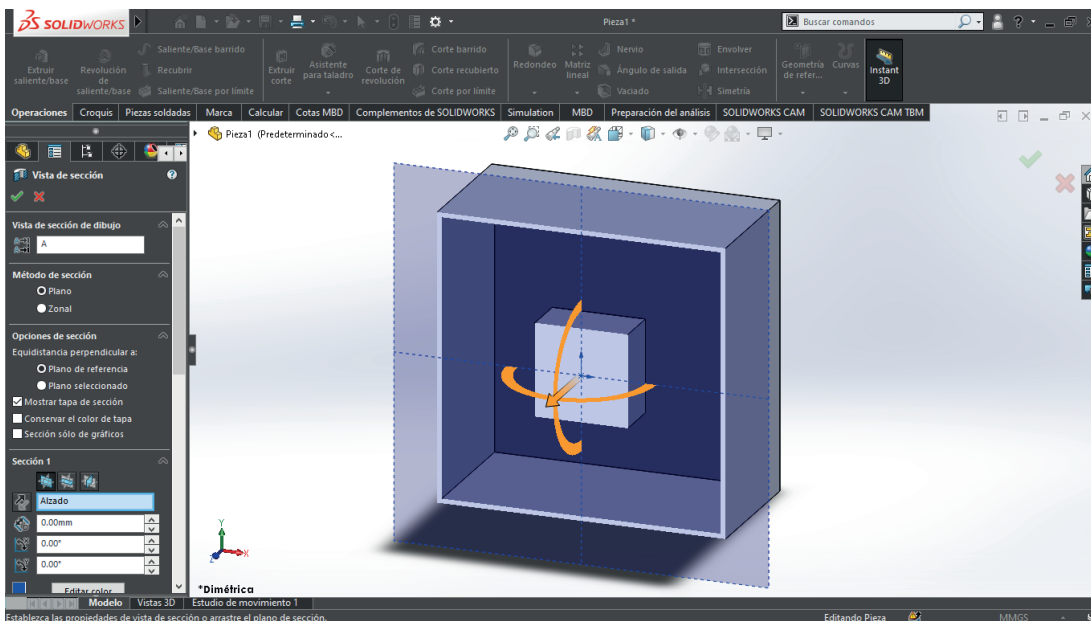 SOLIDWORKS
Pieza1 *
Buscar comandos
Extruir saliente/base
Revolución de saliente/base
Saliente/Base barrido
Recubrir
Saliente/Base por límite
Extruir corte
Asistente para taladro
Corte de revolución
Corte barrido
Corte recubierto
Corte por límite
Redondeo
Matriz lineal
Nervio
Ángulo de salida
Vaciado
Envolver
Intersección
Simetría
Geometría de refer...
Curvas
Instant 3D
Operaciones
Croquis
Piezas soldadas
Marca
Calcular
Cotas MBD
Complementos de SOLIDWORKS
Simulation
MBD
Preparación del análisis
SOLIDWORKS CAM
SOLIDWORKS CAM TBM
Pieza1 (Predeterminado<...
Vista de sección
Vista de sección de dibujo
A
Método de sección
Plano
Zonal
Opciones de sección
Equidistancia perpendicular a:
Plano de referencia
Plano seleccionado
Mostrar tapa de sección
Conservar el color de tapa
Sección sólo de gráficos
Sección 1
Alzado
0.00mm
0.00°
0.00°
Editar color
Y
X
Z
*Dimétrica
Modelo
Vistas 3D
Estudio de movimiento 1
Establezca las propiedades de vista de sección o arrastre el plano de sección.
Editando Pieza
MMGS